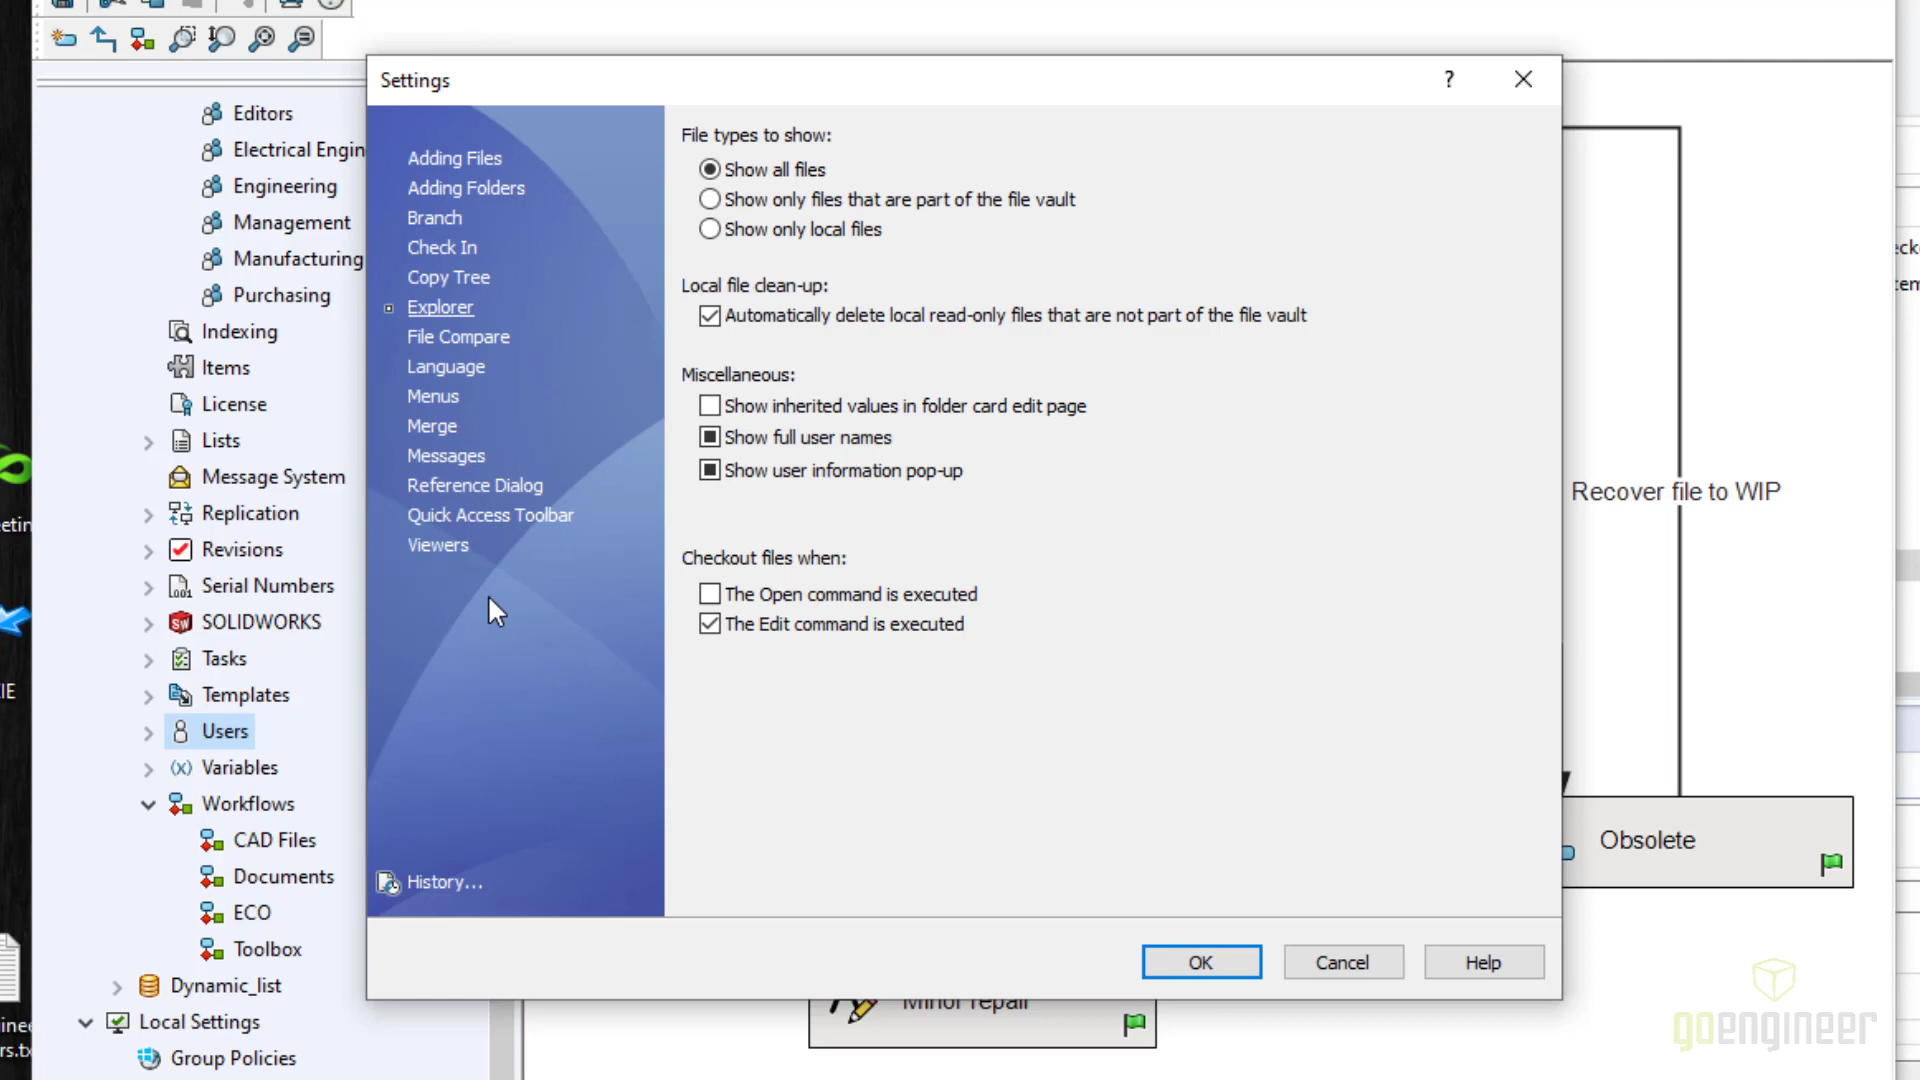 Settings
?
Editors
Electrical Engin
Engineering
Management
Manufacturing
Purchasing
Indexing
Items
License
Lists
Message System
Replication
Revisions
Serial Numbers
SOLIDWORKS
Tasks
Templates
Users
Variables
Workflows
CAD Files
Documents
ECO
Toolbox
Dynamic_list
Local Settings
Group Policies
Adding Files
Adding Folders
Branch
Check In
Copy Tree
Explorer
File Compare
Language
Menus
Merge
Messages
Reference Dialog
Quick Access Toolbar
Viewers
History...
File types to show:
Show all files
Show only files that are part of the file vault
Show only local files
Local file clean-up:
Automatically delete local read-only files that are not part of the file vault
Miscellaneous:
Show inherited values in folder card edit page
Show full user names
Show user information pop-up
Checkout files when:
The Open command is executed
The Edit command is executed
OK
Cancel
Help
Recover file to WIP
Obsolete
Minor repair
goengineer